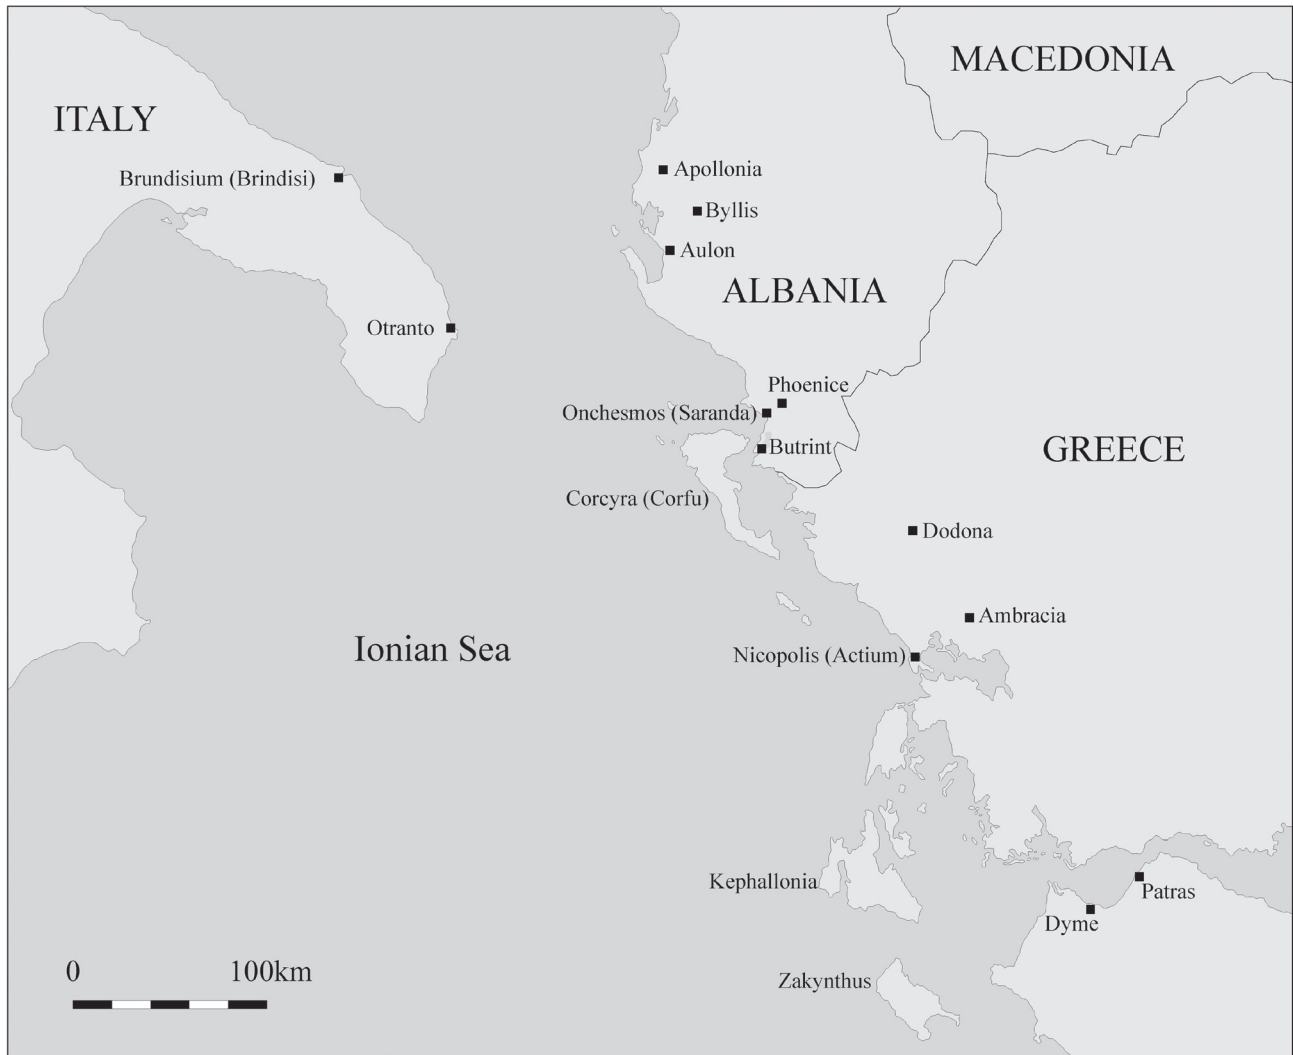 MACEDONIA
ITALY
Apollonia
Brundisium (Brindisi)
Byllis
Aulon
ALBANIA
Otranto
Phoenice
Onchesmos (Saranda)
Butrint
GREECE
Corcyra (Corfu)
Dodona
Ambracia
Ionian Sea
Nicopolis (Actium)
Kephallonia
Patras
Dyme
0 100km
Zakynthus